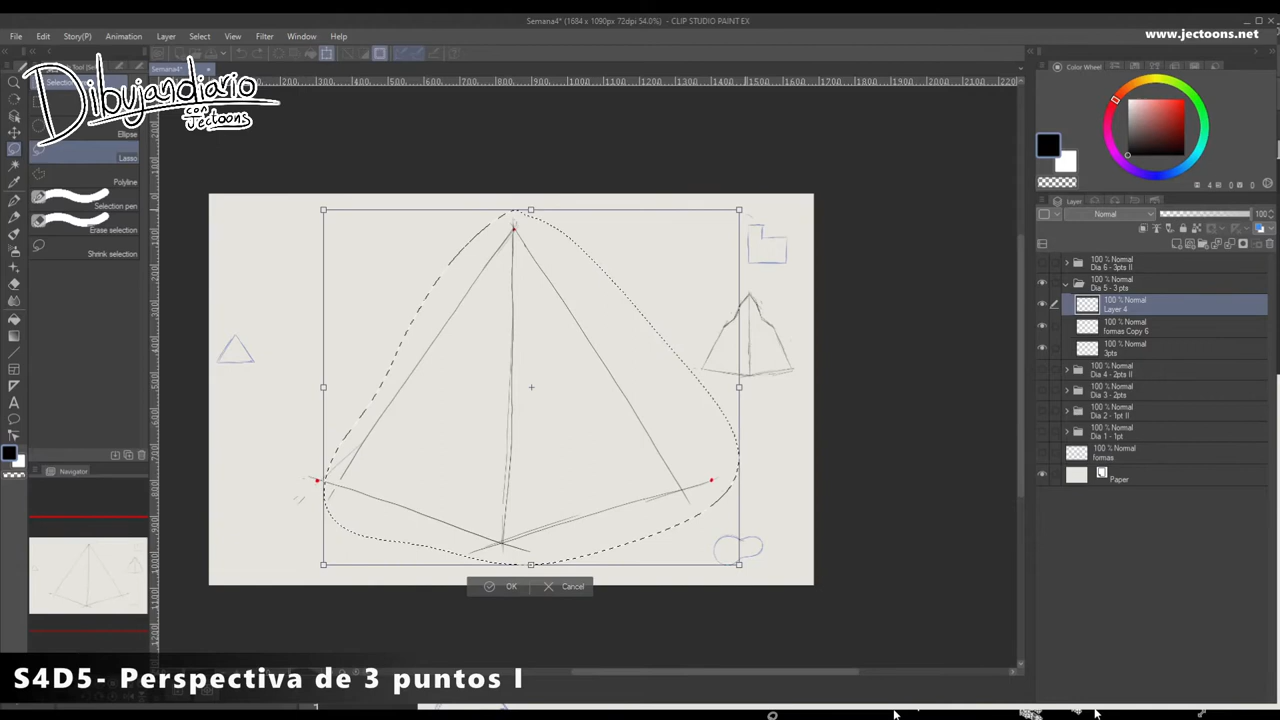 Semana4* (1684 x 1090px 72dpi 54.0%) - CLIP STUDIO PAINT EX
File Edit Story(P) Animation Layer Select View Filter Window Help
www.jectoons.net
Semana4*
Color Wheel
Dibujandiario
con
Jectoons
Selection
Ellipse
Lasso
Polyline
Selection pen
Erase selection
Shrink selection
Layer
Normal
100
100 % Normal
Dia 6 - 3pts II
100 % Normal
Dia 5 - 3 pts
100 % Normal
Layer 4
100 % Normal
formas Copy 6
100 % Normal
3pts
100 % Normal
Dia 4 - 2pts II
100 % Normal
Dia 3 - 2pts
100 % Normal
Dia 2 - 1pt II
100 % Normal
Dia 1 - 1pt
100 % Normal
formas
Paper
Navigator
OK Cancel
S4D5- Perspectiva de 3 puntos I